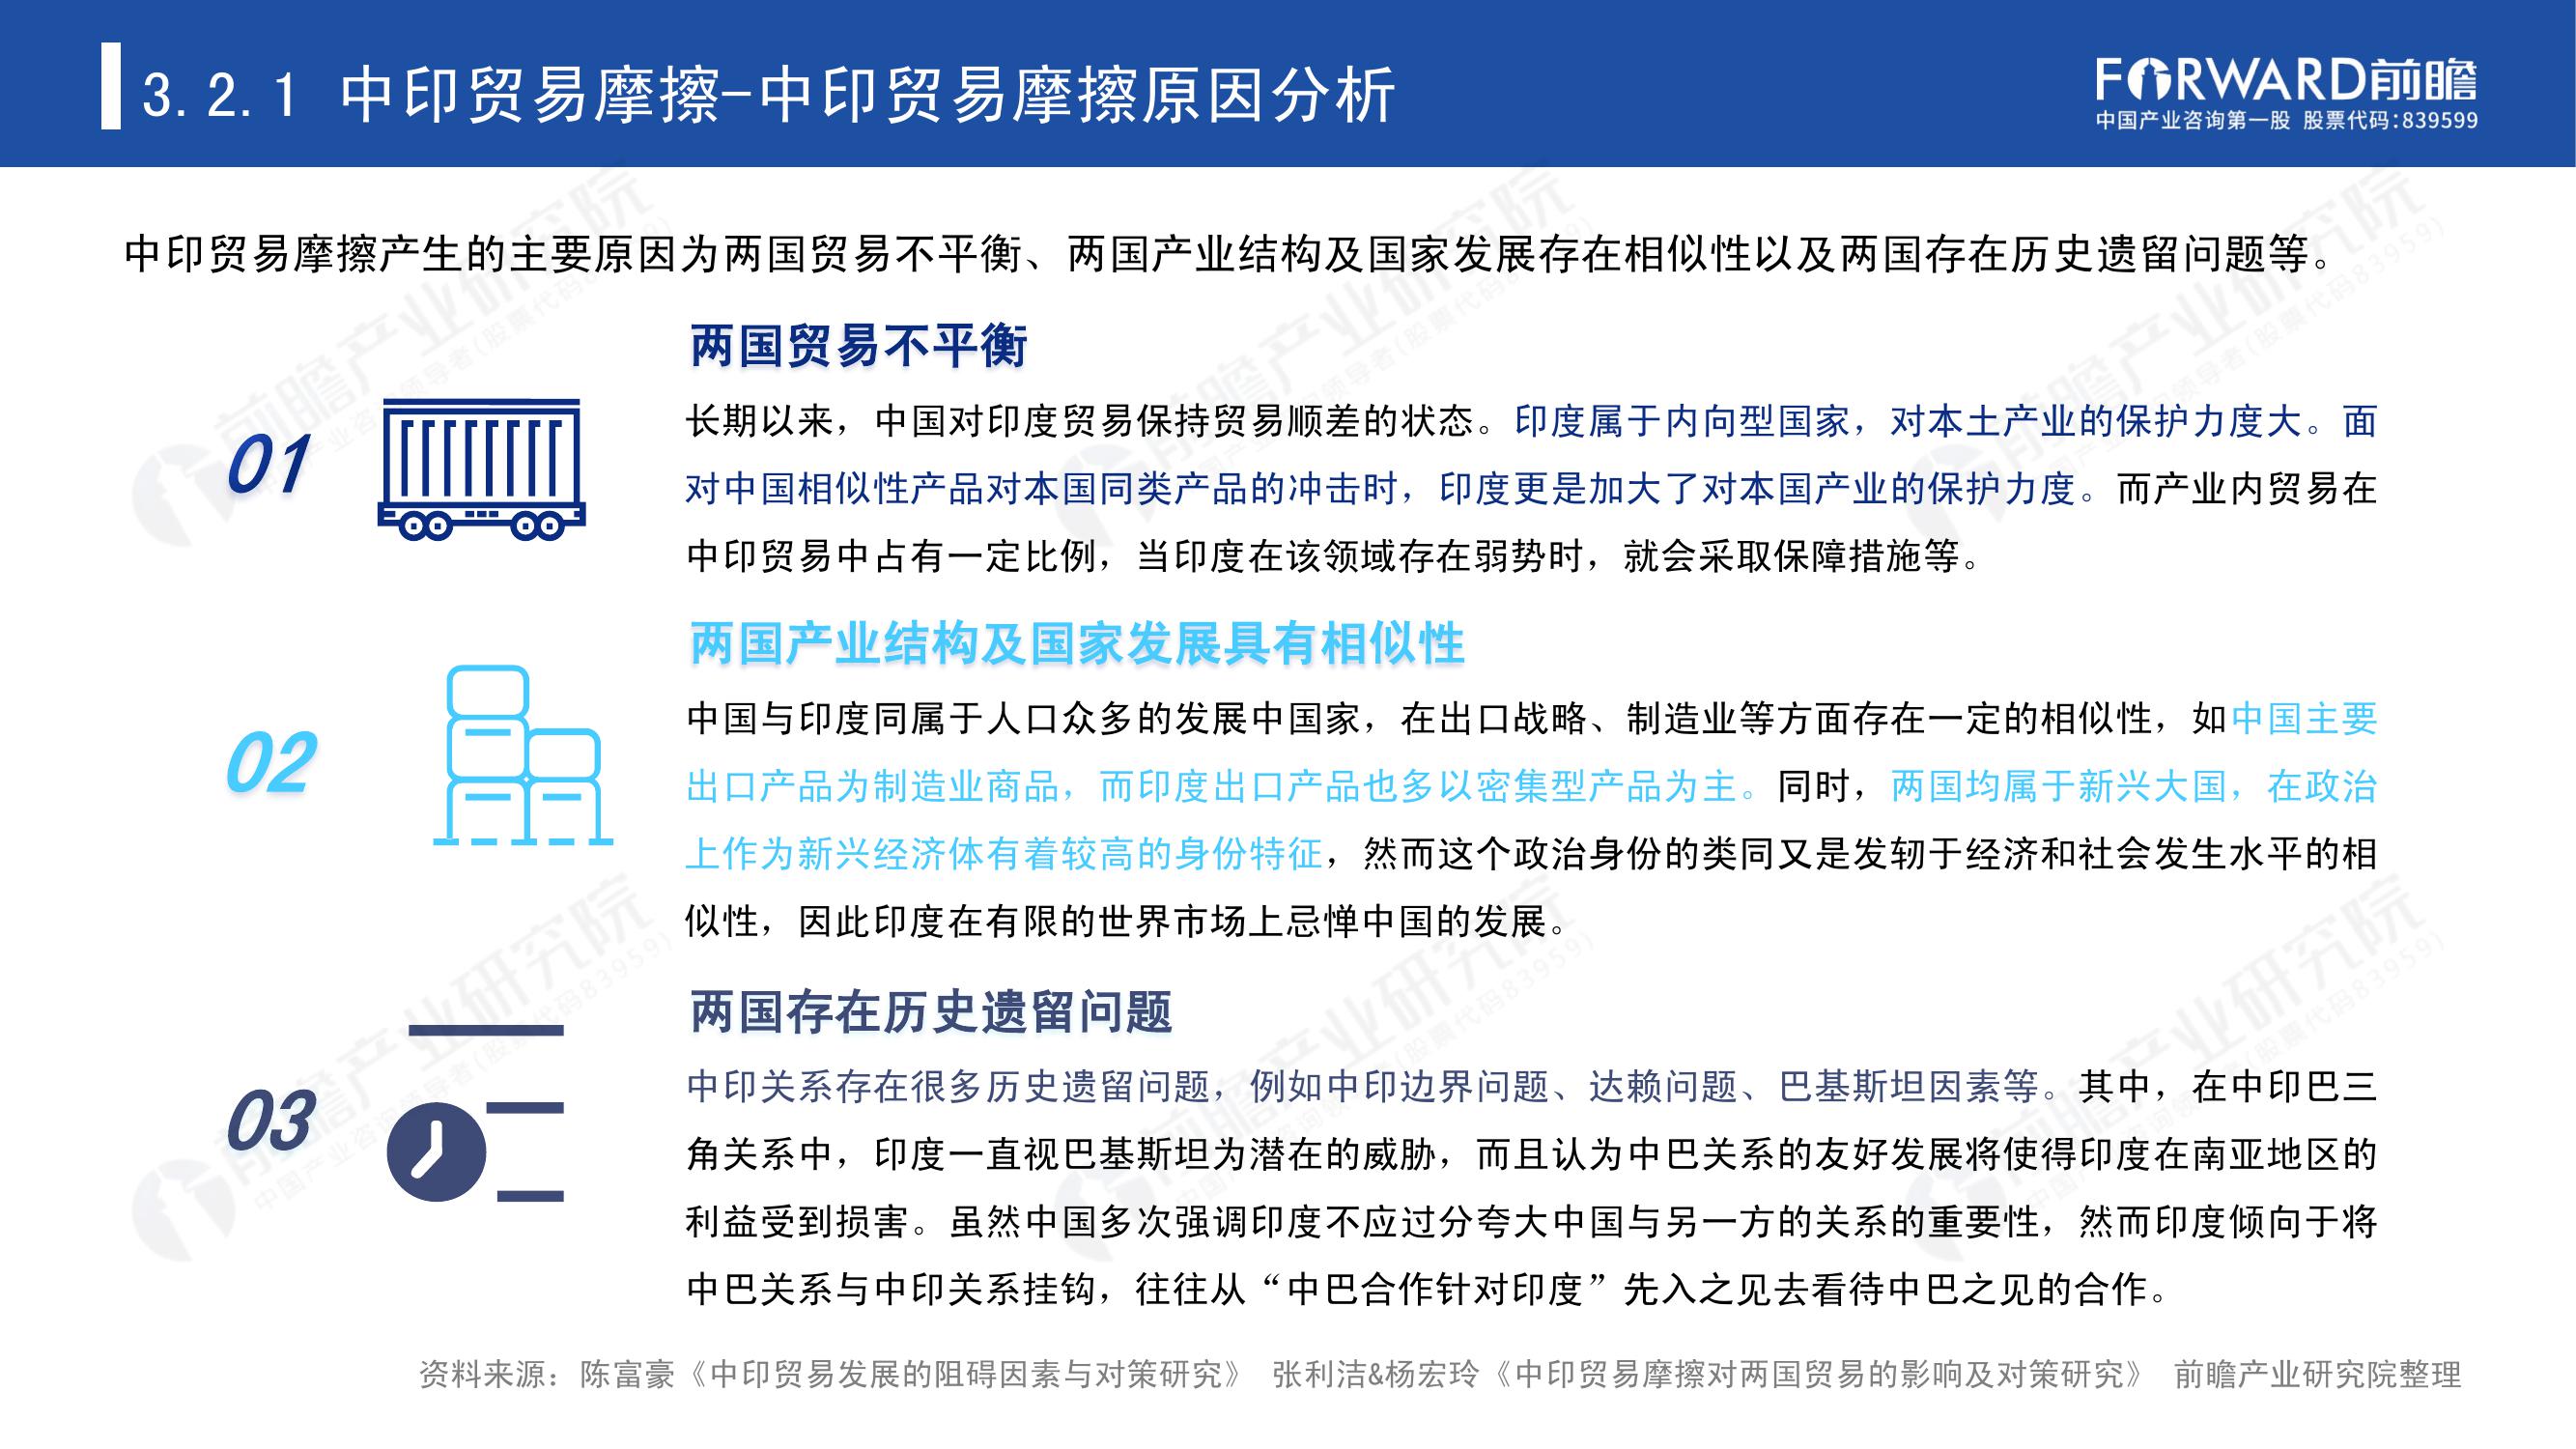 3.2.1 中印贸易摩擦-中印贸易摩擦原因分析
FORWARD前瞻
中国产业咨询第一股 股票代码:839599
中印贸易摩擦产生的主要原因为两国贸易不平衡、两国产业结构及国家发展存在相似性以及两国存在历史遗留问题等。
两国贸易不平衡
01
长期以来，中国对印度贸易保持贸易顺差的状态。印度属于内向型国家，对本土产业的保护力度大。面
对中国相似性产品对本国同类产品的冲击时，印度更是加大了对本国产业的保护力度。而产业内贸易在
中印贸易中占有一定比例，当印度在该领域存在弱势时，就会采取保障措施等。
两国产业结构及国家发展具有相似性
02
中国与印度同属于人口众多的发展中国家，在出口战略、制造业等方面存在一定的相似性，如中国主要
出口产品为制造业商品，而印度出口产品也多以密集型产品为主。同时，两国均属于新兴大国，在政治
上作为新兴经济体有着较高的身份特征，然而这个政治身份的类同又是发轫于经济和社会发生水平的相
似性，因此印度在有限的世界市场上忌惮中国的发展。
两国存在历史遗留问题
03
中印关系存在很多历史遗留问题，例如中印边界问题、达赖问题、巴基斯坦因素等。其中，在中印巴三
角关系中，印度一直视巴基斯坦为潜在的威胁，而且认为中巴关系的友好发展将使得印度在南亚地区的
利益受到损害。虽然中国多次强调印度不应过分夸大中国与另一方的关系的重要性，然而印度倾向于将
中巴关系与中印关系挂钩，往往从“中巴合作针对印度”先入之见去看待中巴之见的合作。
资料来源：陈富豪《中印贸易发展的阻碍因素与对策研究》 张利洁&杨宏玲《中印贸易摩擦对两国贸易的影响及对策研究》 前瞻产业研究院整理